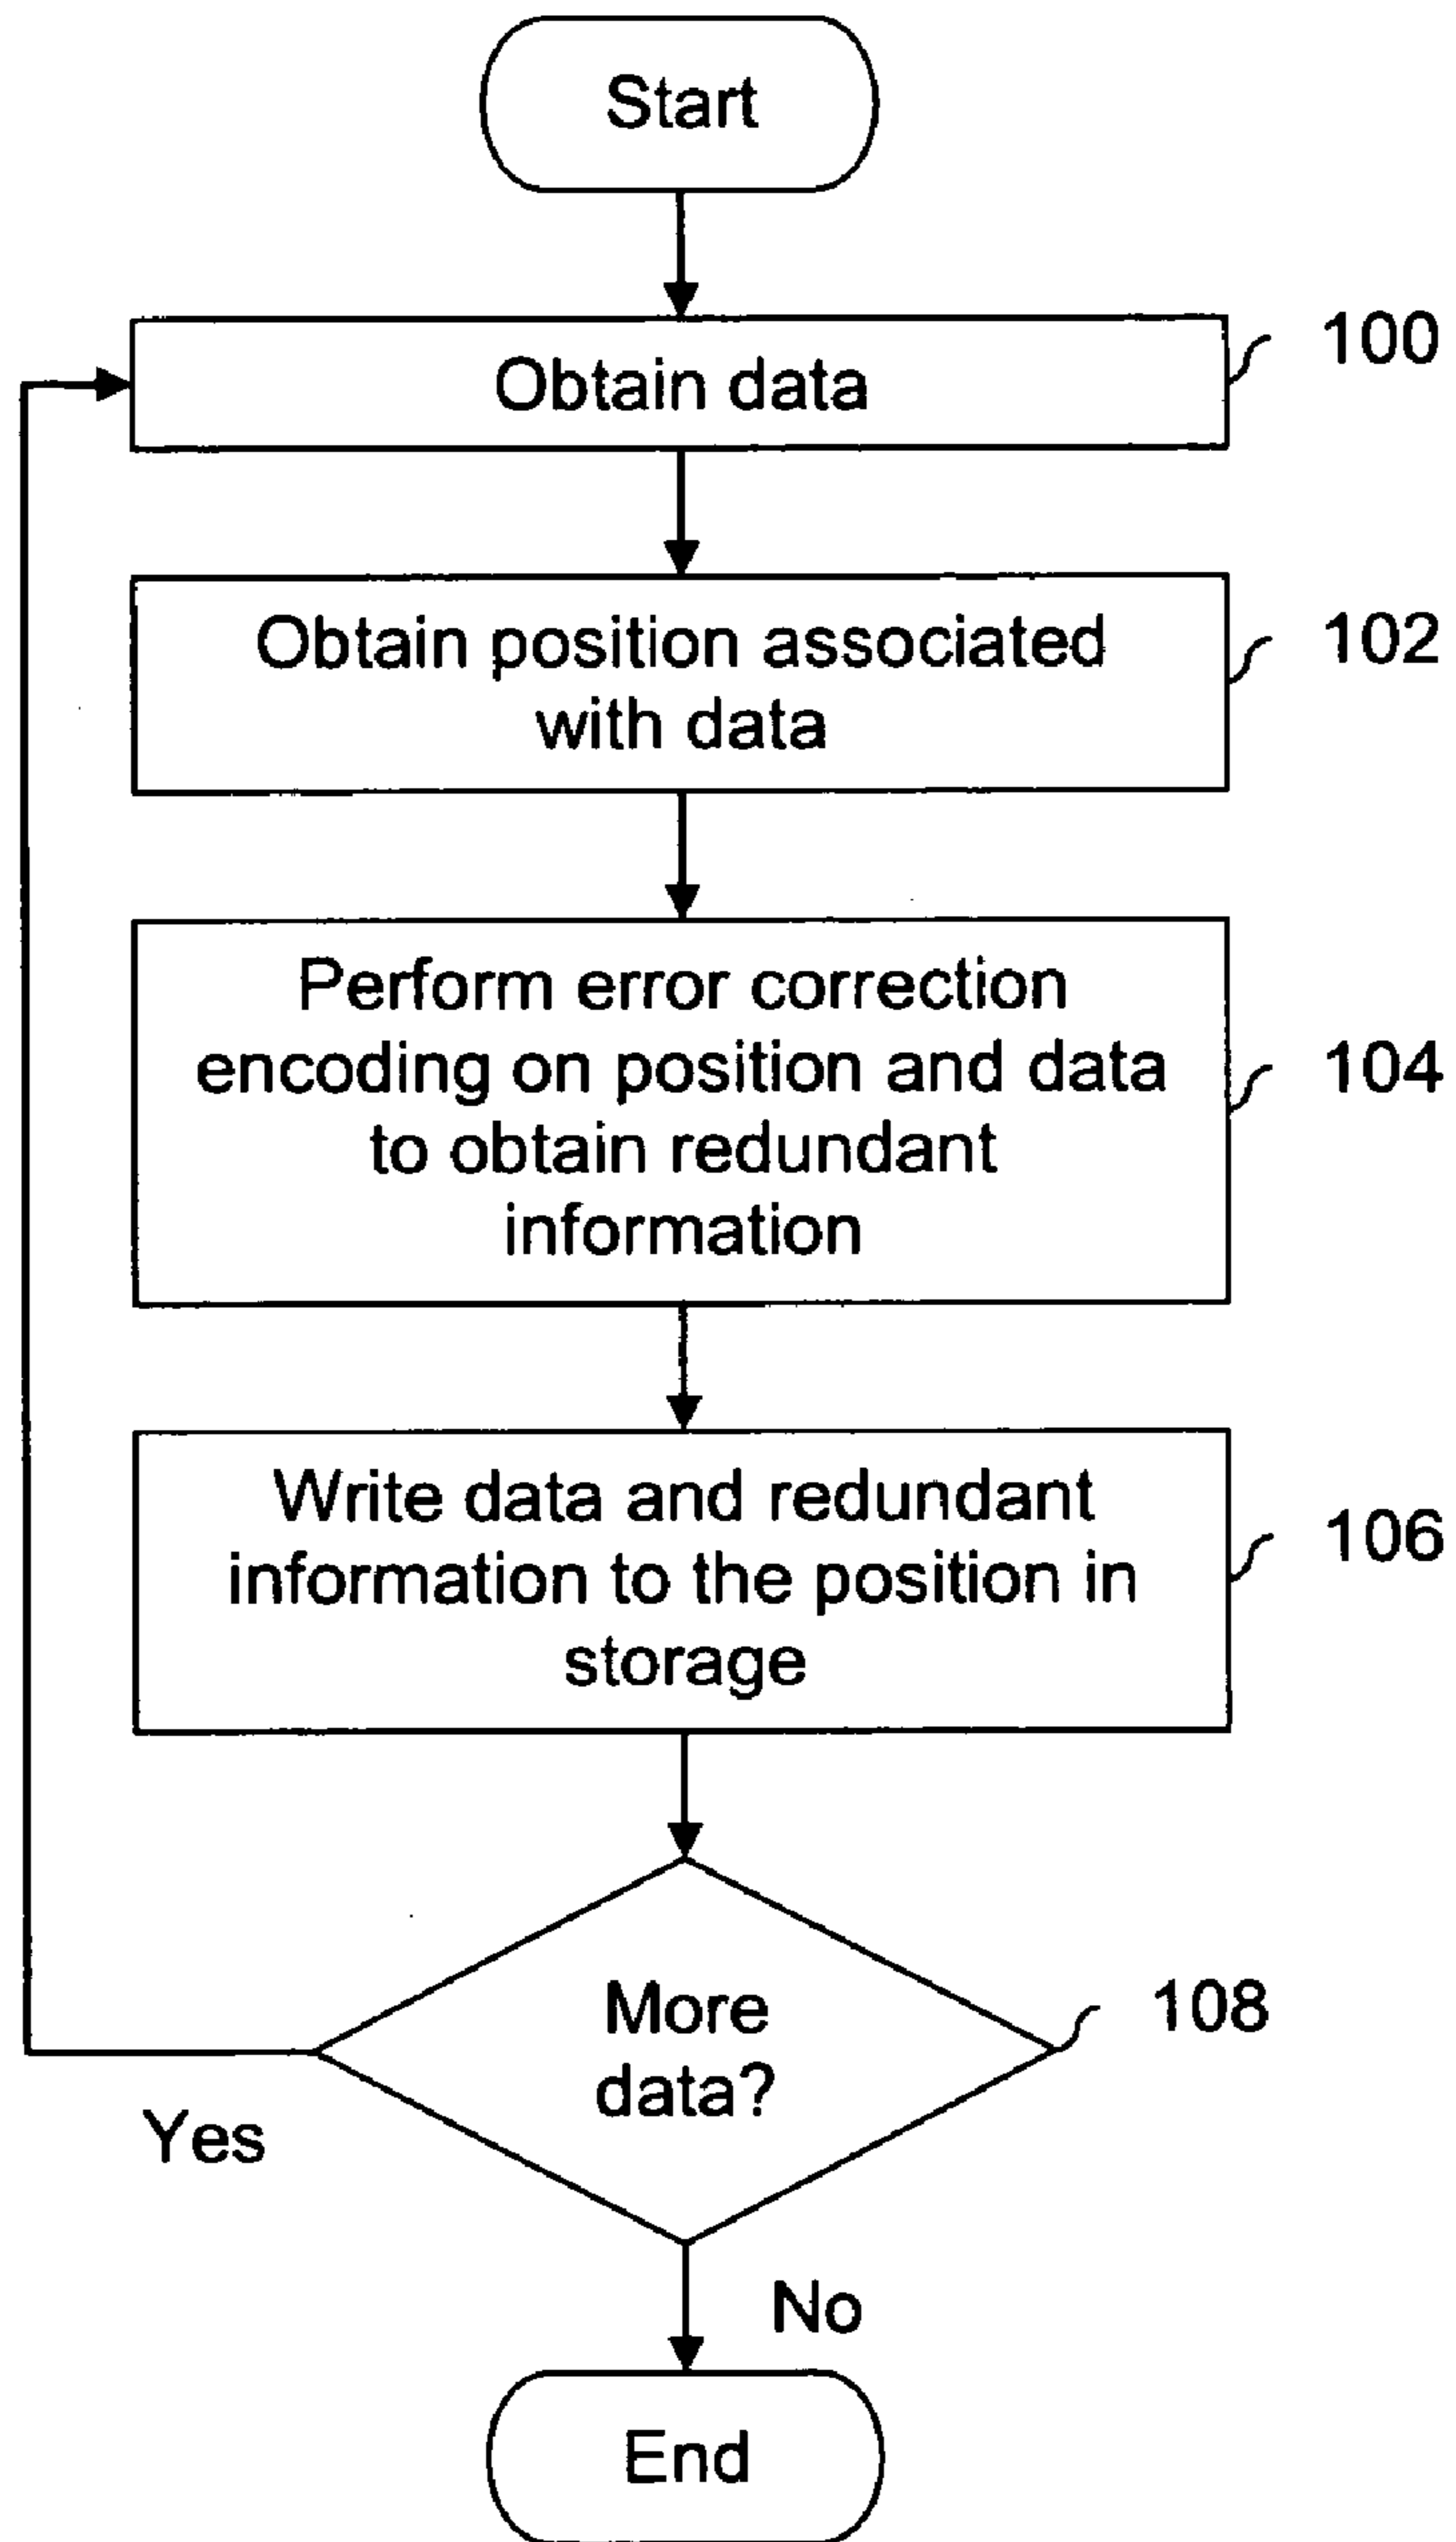 Start
Obtain data
100
Obtain position associated
with data
102
Perform error correction
encoding on position and data
to obtain redundant
information
104
Write data and redundant
information to the position in
storage
106
More
data?
108
Yes
No
End